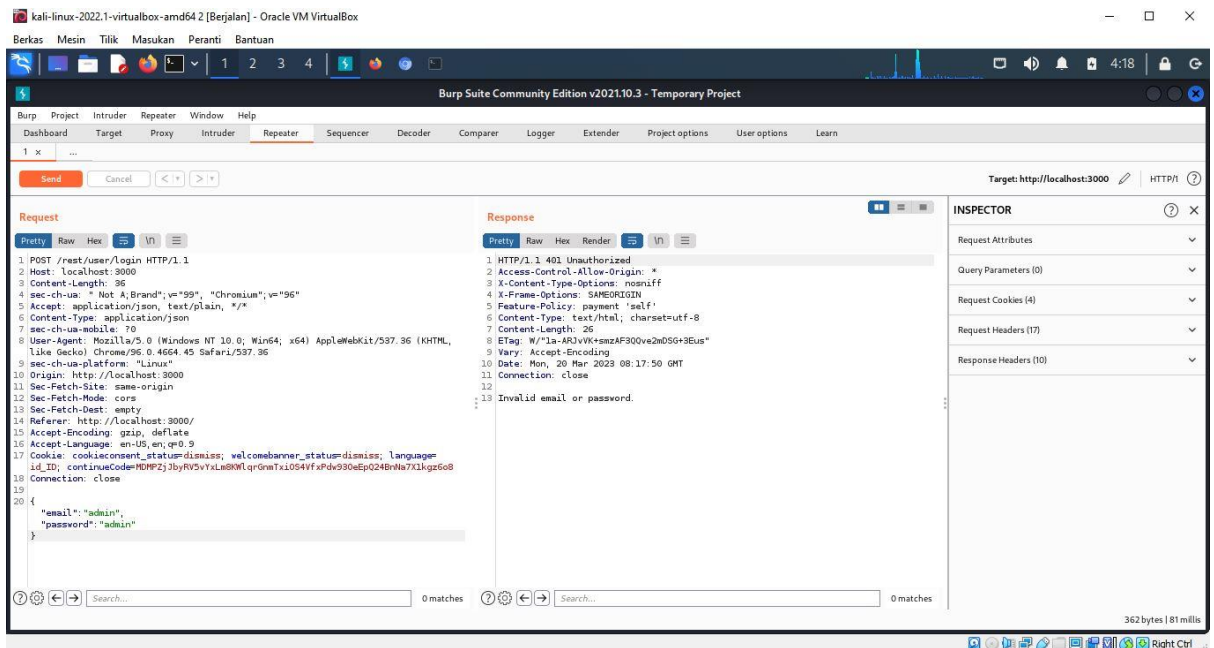 kali-linux-2022.1-virtualbox-amd64 2 [Berjalan] - Oracle VM VirtualBox
Berkas Mesin Tilik Masukan Peranti Bantuan
1 2 3 4 4:18
Burp Suite Community Edition v2021.10.3 - Temporary Project
Burp Project Intruder Repeater Window Help
Dashboard Target Proxy Intruder Repeater Sequencer Decoder Comparer Logger Extender Project options User options Learn
1 × ...
Send Cancel < > Target: http://localhost:3000 HTTP/1
Request
Pretty Raw Hex \n
1 POST /rest/user/login HTTP/1.1
2 Host: localhost:3000
3 Content-Length: 36
4 sec-ch-ua: " Not A;Brand";v="99", "Chromium";v="96"
5 Accept: application/json, text/plain, */*
6 Content-Type: application/json
7 sec-ch-ua-mobile: ?0
8 User-Agent: Mozilla/5.0 (Windows NT 10.0; Win64; x64) AppleWebKit/537.36 (KHTML,
like Gecko) Chrome/96.0.4664.45 Safari/537.36
9 sec-ch-ua-platform: "Linux"
10 Origin: http://localhost:3000
11 Sec-Fetch-Site: same-origin
12 Sec-Fetch-Mode: cors
13 Sec-Fetch-Dest: empty
14 Referer: http://localhost:3000/
15 Accept-Encoding: gzip, deflate
16 Accept-Language: en-US,en;q=0.9
17 Cookie: cookieconsent_status=dismiss; welcomebanner_status=dismiss; language=
id_ID; continueCode=
18 Connection: close
19
20 {
"email":"admin",
"password":"admin"
}
Search... 0 matches
Response
Pretty Raw Hex Render \n
1 HTTP/1.1 401 Unauthorized
2 Access-Control-Allow-Origin: *
3 X-Content-Type-Options: nosniff
4 X-Frame-Options: SAMEORIGIN
5 Feature-Policy: payment 'self'
6 Content-Type: text/html; charset=utf-8
7 Content-Length: 26
8 ETag: W/"1a-ARJvVK+smzAF3QQve2mDSG+3Eus"
9 Vary: Accept-Encoding
10 Date: Mon, 20 Mar 2023 08:17:50 GMT
11 Connection: close
12
13 Invalid email or password.
Search... 0 matches
INSPECTOR
Request Attributes
Query Parameters (0)
Request Cookies (4)
Request Headers (17)
Response Headers (10)
362 bytes | 81 millis
Right Ctrl